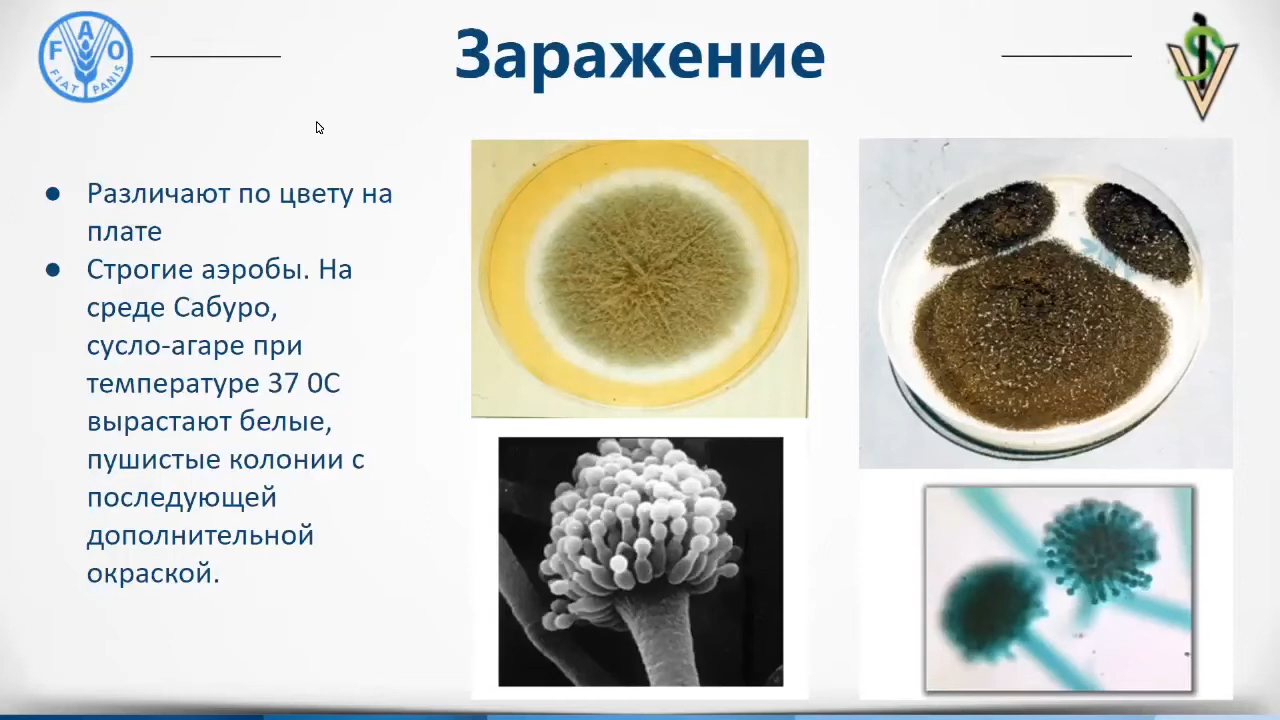 FAO
FIAT PANIS
Заражение
● Различают по цвету на
плате
● Строгие аэробы. На
среде Сабуро,
сусло-агаре при
температуре 37 0С
вырастают белые,
пушистые колонии с
последующей
дополнительной
окраской.